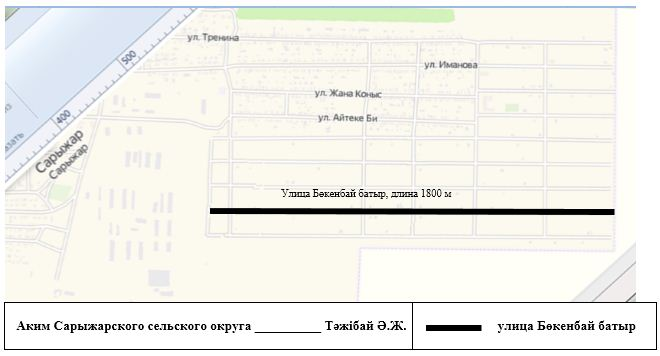 ул. Тренина
500
ул. Иманова
ул. Жана Коныс
400
ул. Айтеке Би
Сарыжар
Сарыжар
Улица Бөкенбай батыр, длина 1800 м
Аким Сарыжарского сельского округа __________ Тәжібай Ә.Ж.
улица Бөкенбай батыр